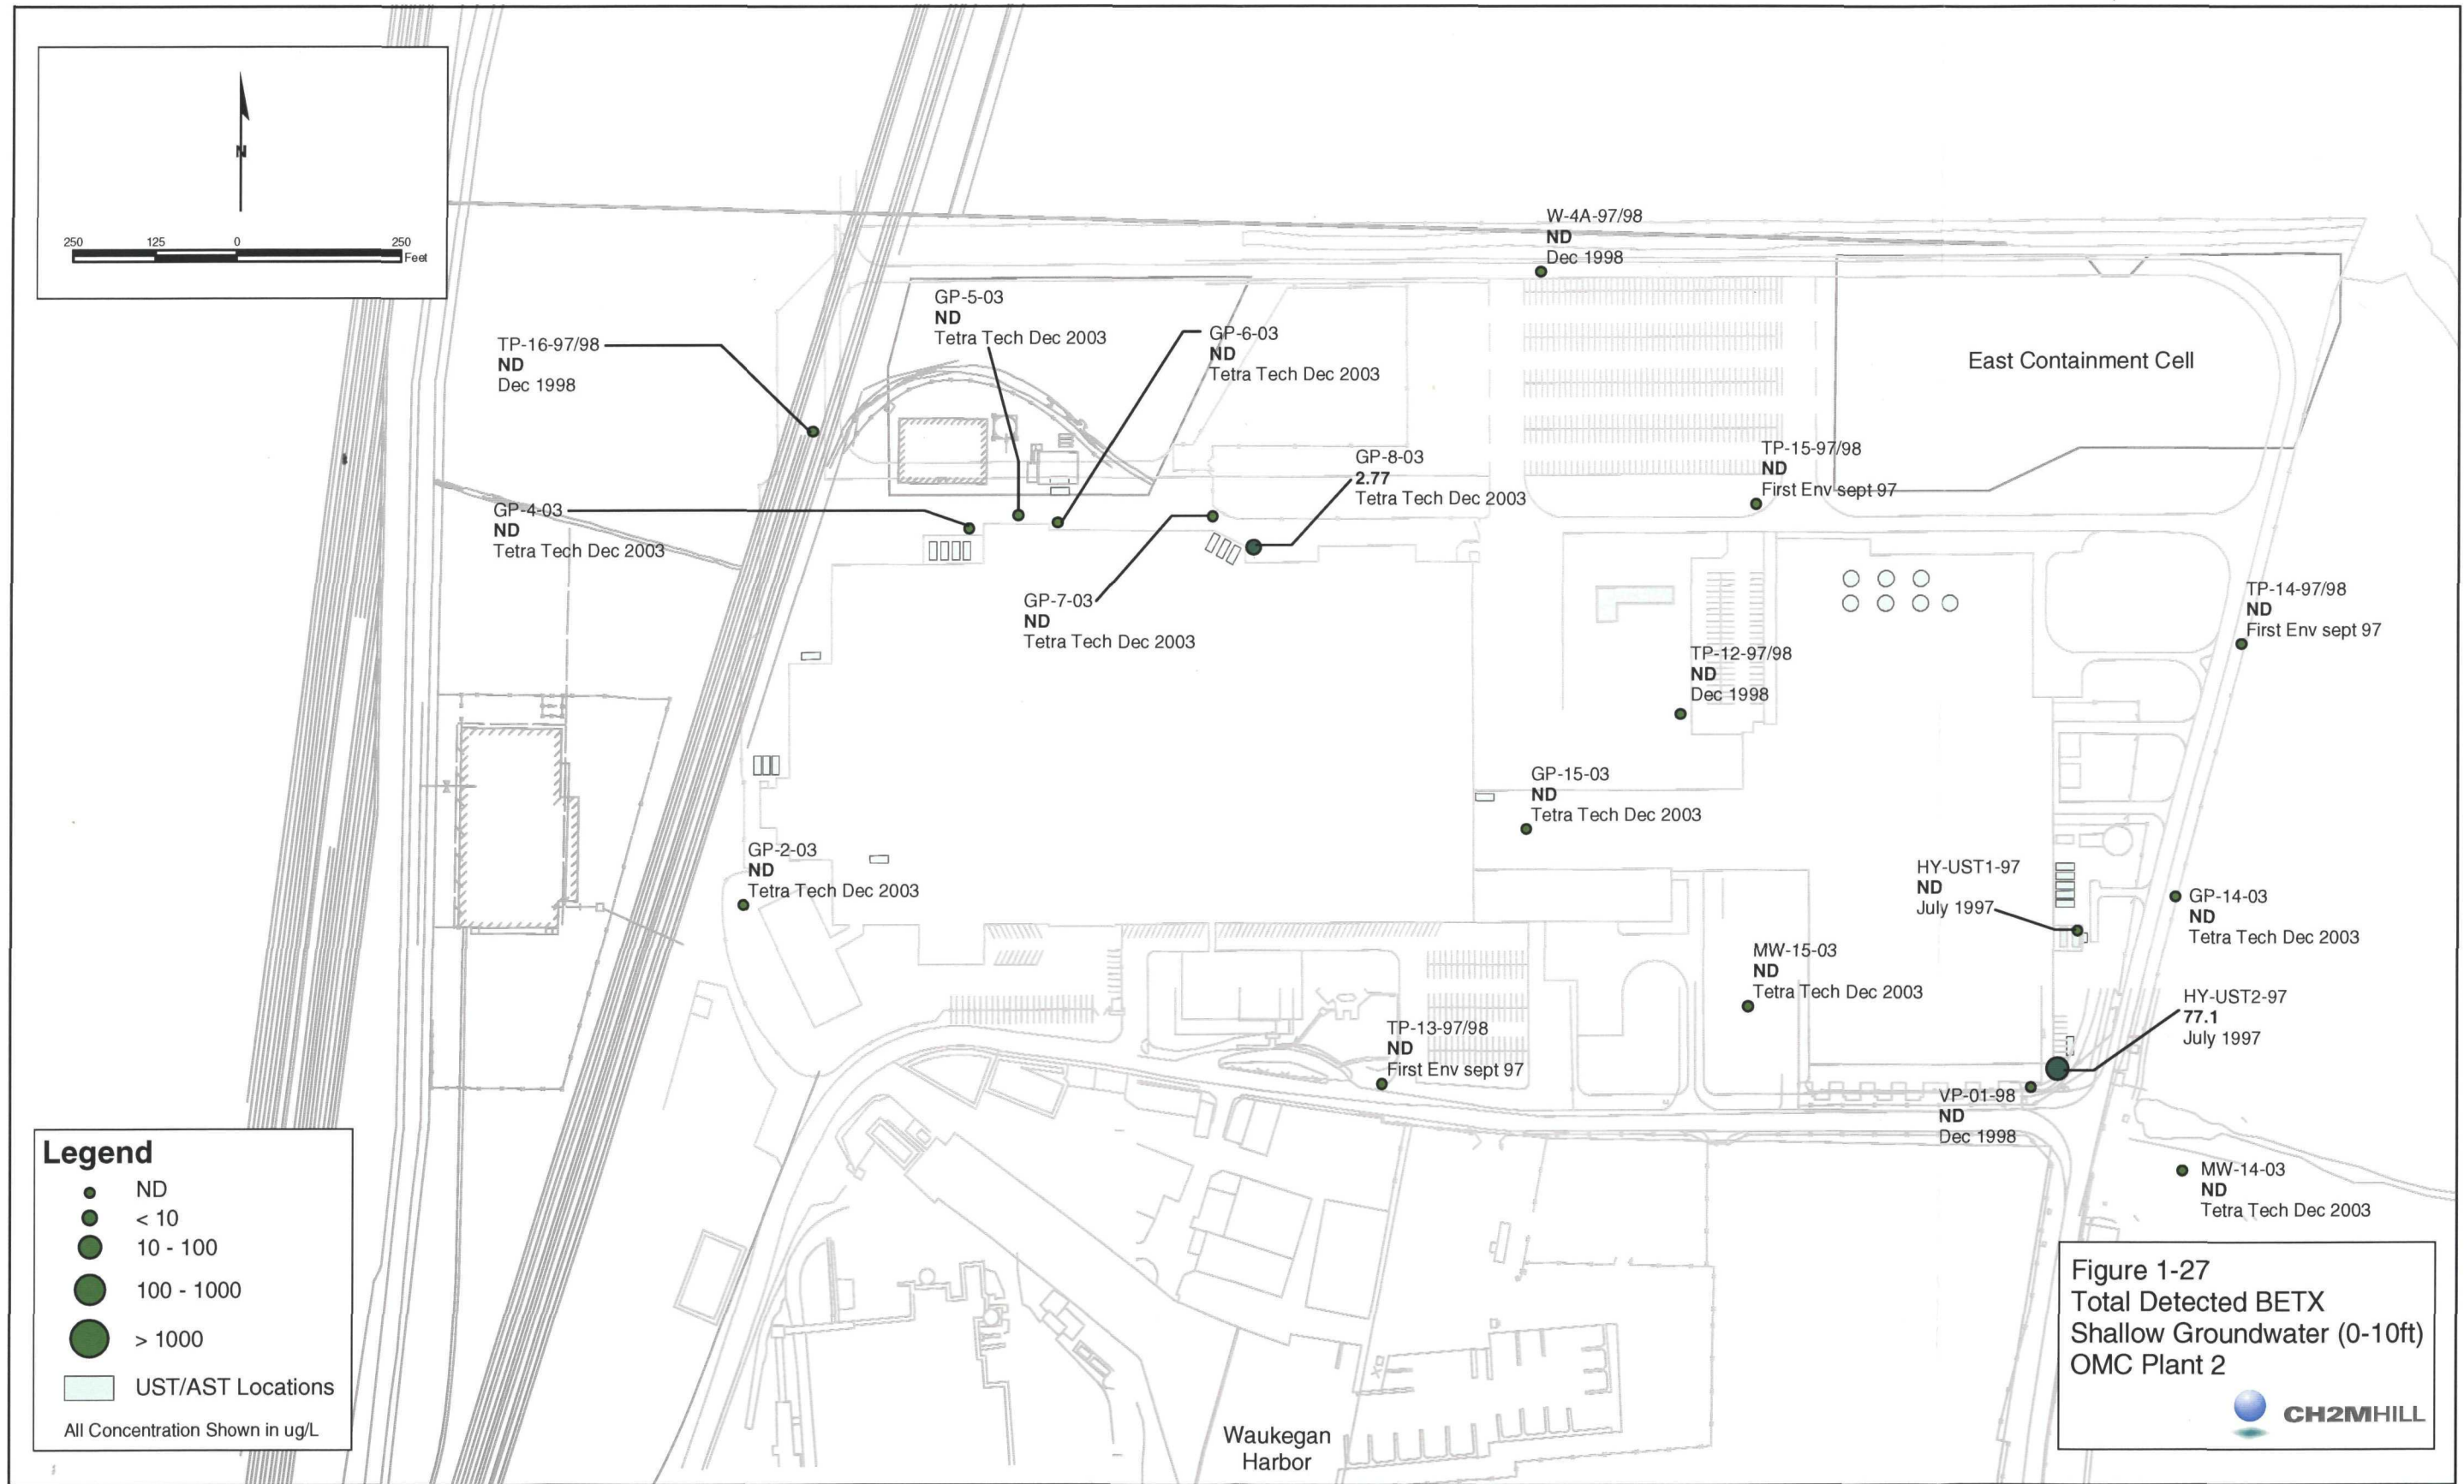 N
250 125 0 250
Feet
W-4A-97/98
ND
Dec 1998
GP-5-03
ND
Tetra Tech Dec 2003
GP-6-03
ND
Tetra Tech Dec 2003
TP-16-97/98
ND
Dec 1998
East Containment Cell
GP-8-03
2.77
Tetra Tech Dec 2003
TP-15-97/98
ND
First Env sept 97
GP-4-03
ND
Tetra Tech Dec 2003
GP-7-03
ND
Tetra Tech Dec 2003
TP-14-97/98
ND
First Env sept 97
TP-12-97/98
ND
Dec 1998
GP-15-03
ND
Tetra Tech Dec 2003
GP-2-03
ND
Tetra Tech Dec 2003
HY-UST1-97
ND
July 1997
GP-14-03
ND
Tetra Tech Dec 2003
MW-15-03
ND
Tetra Tech Dec 2003
HY-UST2-97
77.1
July 1997
TP-13-97/98
ND
First Env sept 97
VP-01-98
ND
Dec 1998
MW-14-03
ND
Tetra Tech Dec 2003
Legend
ND
< 10
10 - 100
100 - 1000
> 1000
UST/AST Locations
All Concentration Shown in ug/L
Waukegan
Harbor
Figure 1-27
Total Detected BETX
Shallow Groundwater (0-10ft)
OMC Plant 2
CH2MHILL